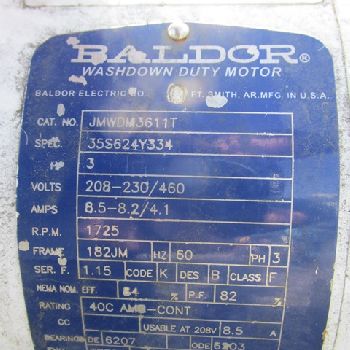 BALDOR®
WASHDOWN DUTY MOTOR
BALDOR ELECTRIC CO. FT. SMITH, AR. MFG. IN U.S.A.
CAT. NO. JMWDM3611T
SPEC. 35S624Y334
HP 3
VOLTS 208-230/460
AMPS 8.5-8.2/4.1
R.P.M. 1725
FRAME 182JM HZ 60 PH 3
SER. F. 1.15 CODE K DES B CLASS F
NEMA NOM. EFF. 84 % P.F. 82 %
RATING 40C AMB-CONT
CC USABLE AT 208V 8.5 A
BEARINGS DE 6207 ODE 5203